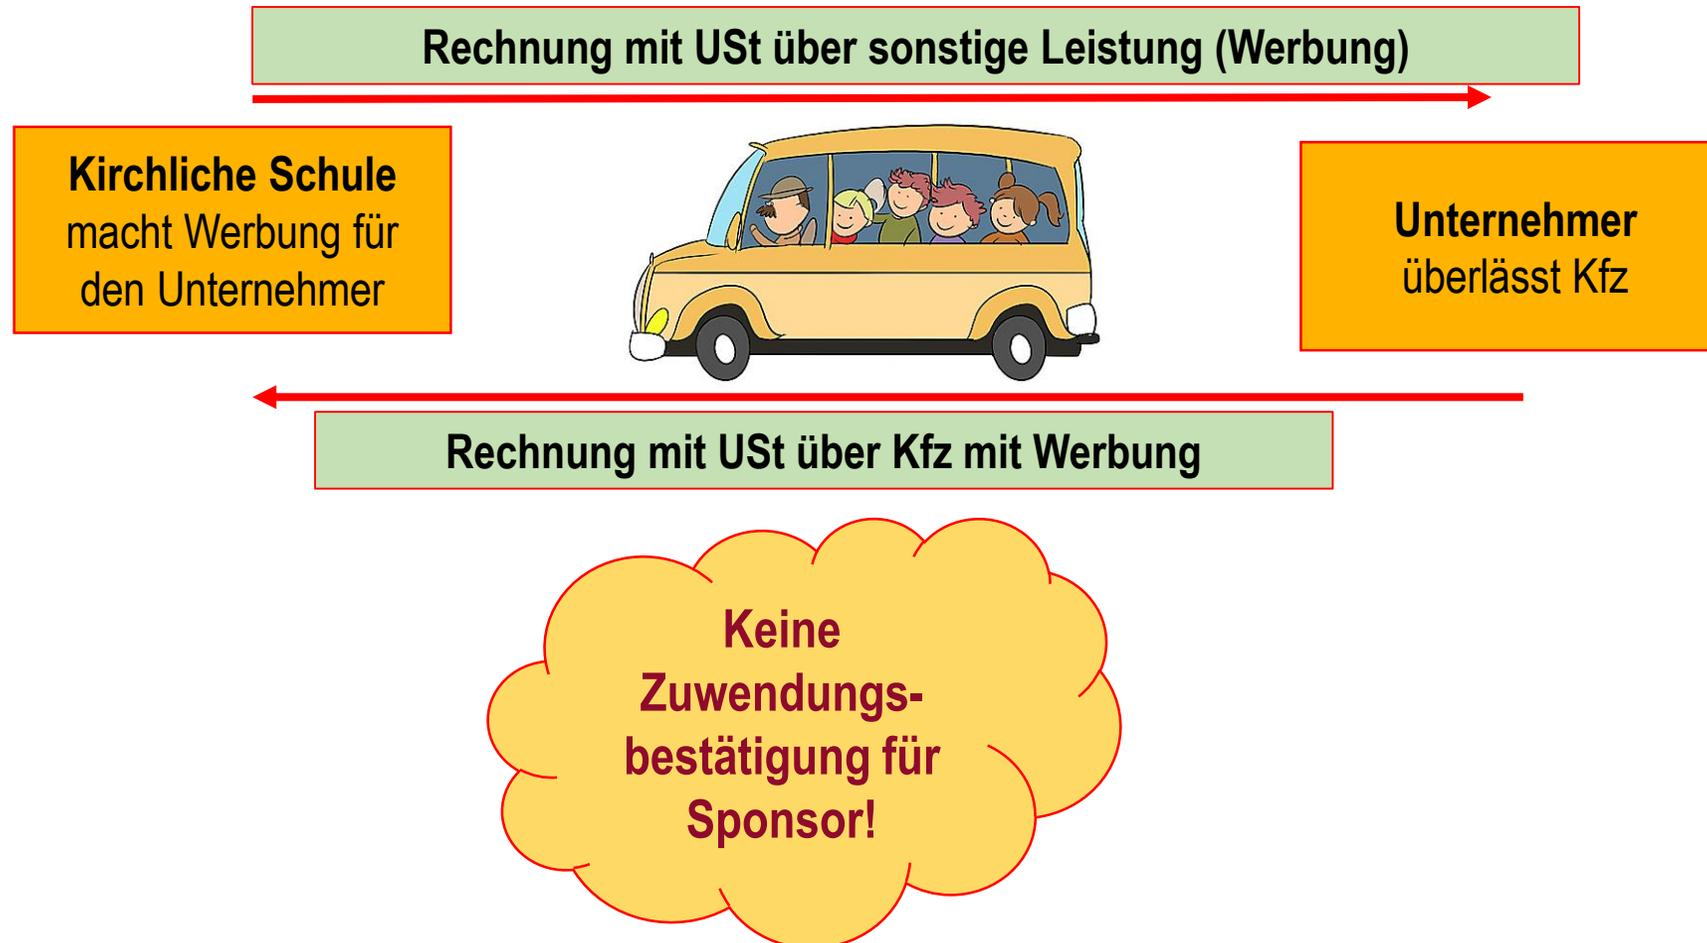 Rechnung mit USt über sonstige Leistung (Werbung)
Kirchliche Schule
macht Werbung für
den Unternehmer
Unternehmer
überlässt Kfz
Rechnung mit USt über Kfz mit Werbung
Keine
Zuwendungs-
bestätigung für
Sponsor!